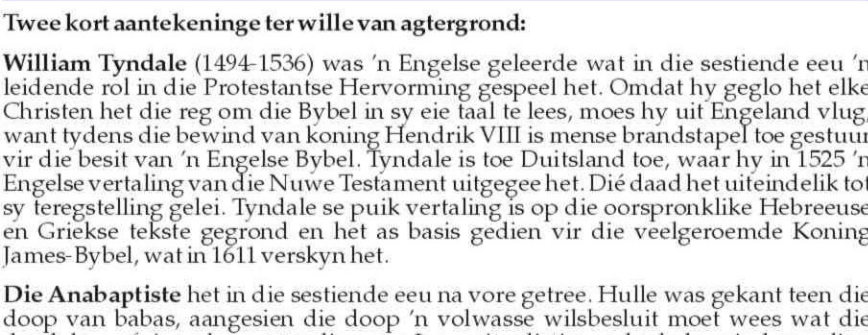 Twee kort aantekeninge ter wille van agtergrond:
William Tyndale (1494-1536) was 'n Engelse geleerde wat in die sestiende eeu 'n
leidende rol in die Protestantse Hervorming gespeel het. Omdat hy geglo het elke
Christen het die reg om die Bybel in sy eie taal te lees, moes hy uit Engeland vlug,
want tydens die bewind van koning Hendrik VIII is mense brandstapel toe gestuur
vir die besit van 'n Engelse Bybel. Tyndale is toe Duitsland toe, waar hy in 1525 'n
Engelse vertaling van die Nuwe Testament uitgegee het. Dié daad het uiteindelik tot
sy teregstelling gelei. Tyndale se puik vertaling is op die oorspronklike Hebreeuse
en Griekse tekste gegrond en het as basis gedien vir die veelgeroemde Koning
James-Bybel, wat in 1611 verskyn het.
Die Anabaptiste het in die sestiende eeu na vore getree. Hulle was gekant teen die
doop van babas, aangesien die doop 'n volwasse wilsbesluit moet wees wat die